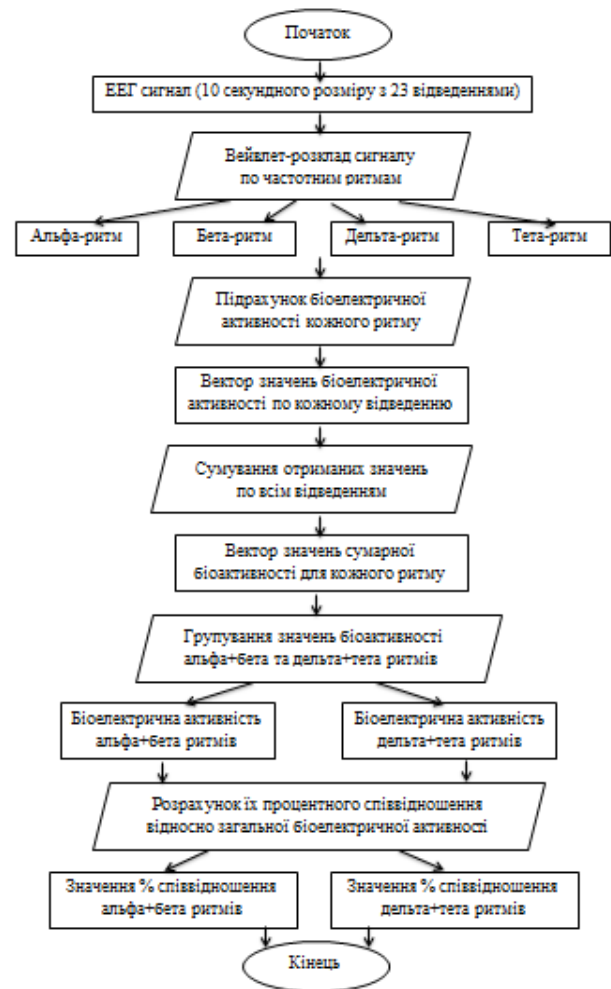 Початок
ЕЕГ сигнал (10 секундного розміру з 23 відведеннями)
Вейвлет-розклад сигналу
по частотним ритмам
Альфа-ритм
Бета-ритм
Дельта-ритм
Тета-ритм
Підрахунок біоелектричної
активності кожного ритму
Вектор значень біоелектричної
активності по кожному відведенню
Сумування отриманих значень
по всім відведенням
Вектор значень сумарної
біоактивності для кожного ритму
Групування значень біоактивності
альфа+бета та дельта+тета ритмів
Біоелектрична активність
альфа+бета ритмів
Біоелектрична активність
дельта+тета ритмів
Розрахунок їх процентного співвідношення
відносно загальної біоелектричної активності
Значення % співвідношення
альфа+бета ритмів
Значення % співвідношення
дельта+тета ритмів
Кінець